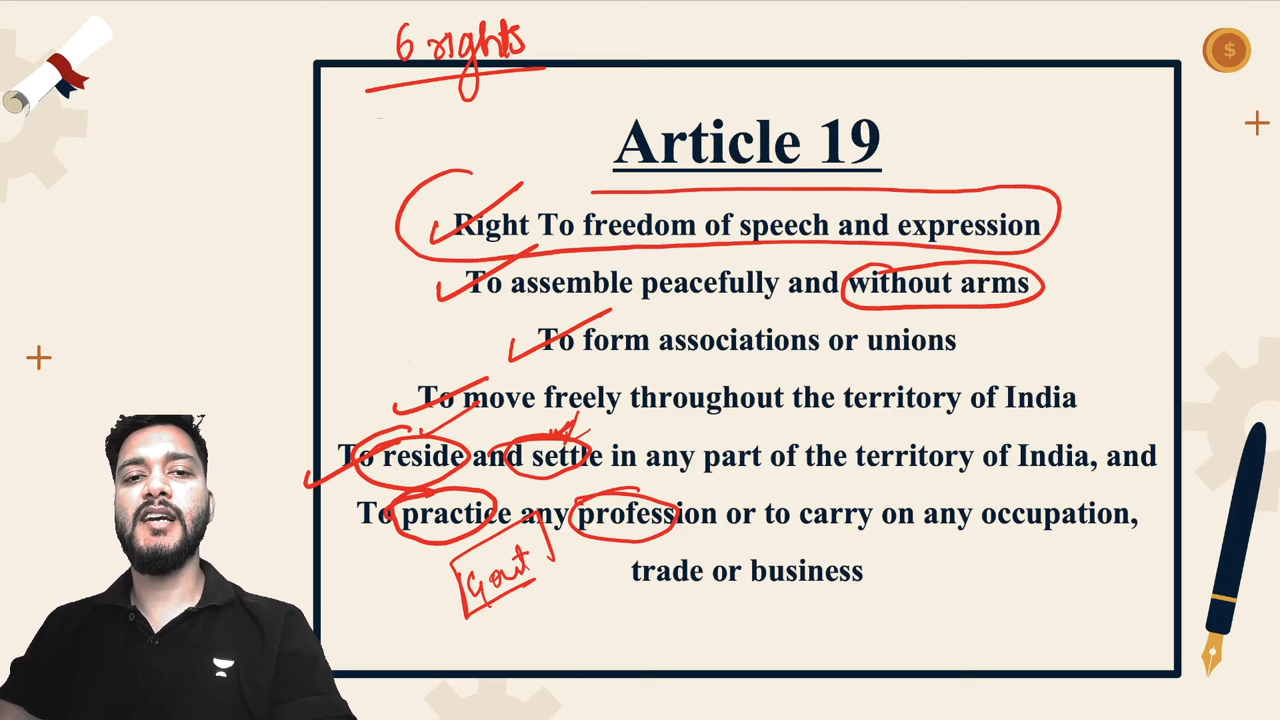 6 rights
Article 19
Right To freedom of speech and expression
To assemble peacefully and without arms
To form associations or unions
To move freely throughout the territory of India
To reside and settle in any part of the territory of India, and
To practice any profession or to carry on any occupation,
trade or business
Govt